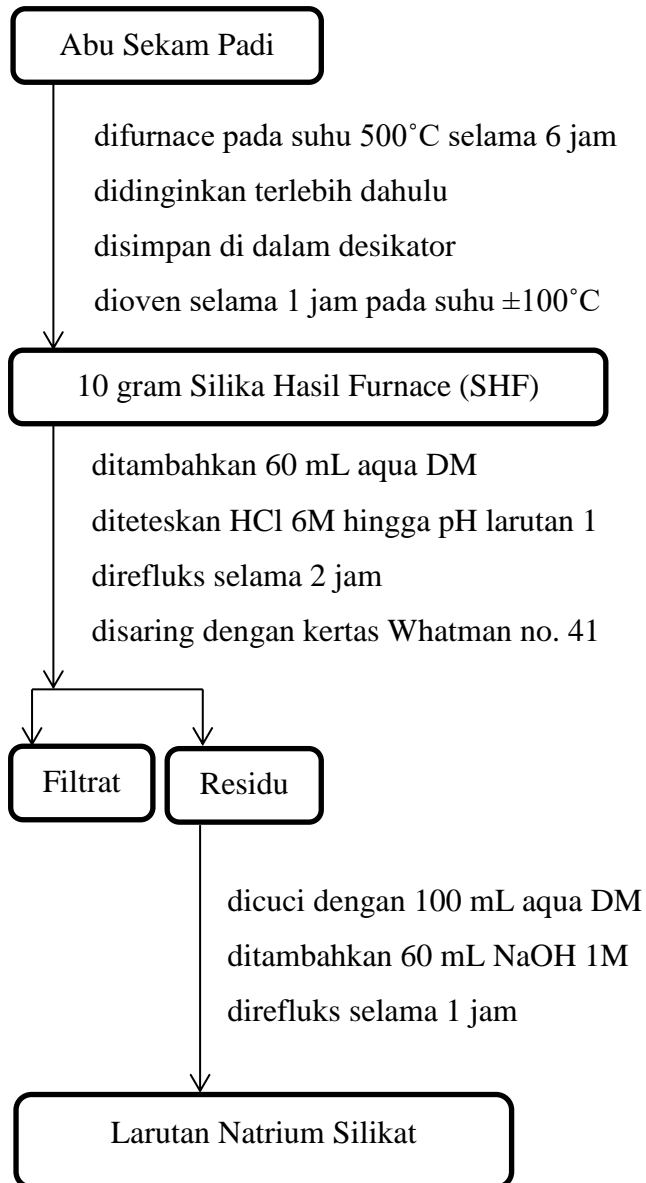 Abu Sekam Padi
difurnace pada suhu 500˚C selama 6 jam
didinginkan terlebih dahulu
disimpan di dalam desikator
dioven selama 1 jam pada suhu ±100˚C
10 gram Silika Hasil Furnace (SHF)
ditambahkan 60 mL aqua DM
diteteskan HCl 6M hingga pH larutan 1
direfluks selama 2 jam
disaring dengan kertas Whatman no. 41
Filtrat
Residu
dicuci dengan 100 mL aqua DM
ditambahkan 60 mL NaOH 1M
direfluks selama 1 jam
Larutan Natrium Silikat